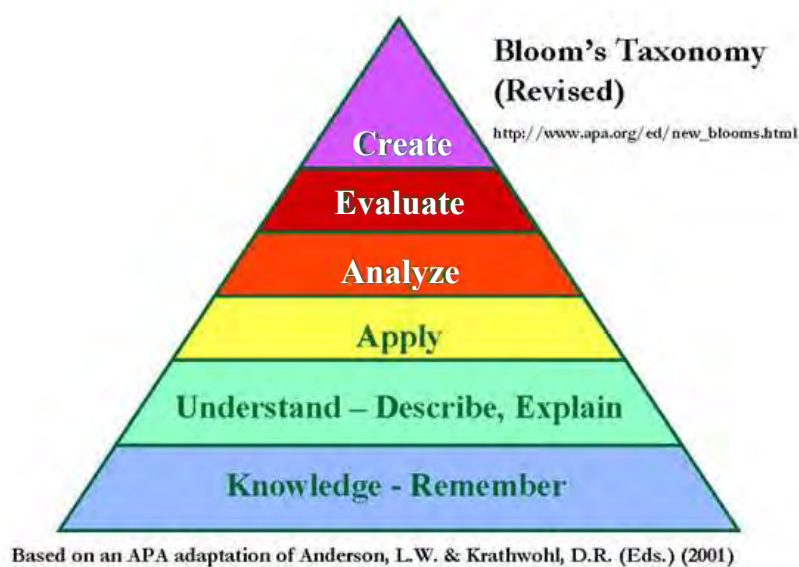 Bloom's Taxonomy
(Revised)
http://www.apa.org/ed/new_blooms.html
Create
Evaluate
Analyze
Apply
Understand – Describe, Explain
Knowledge - Remember
Based on an APA adaptation of Anderson, L.W. & Krathwohl, D.R. (Eds.) (2001)